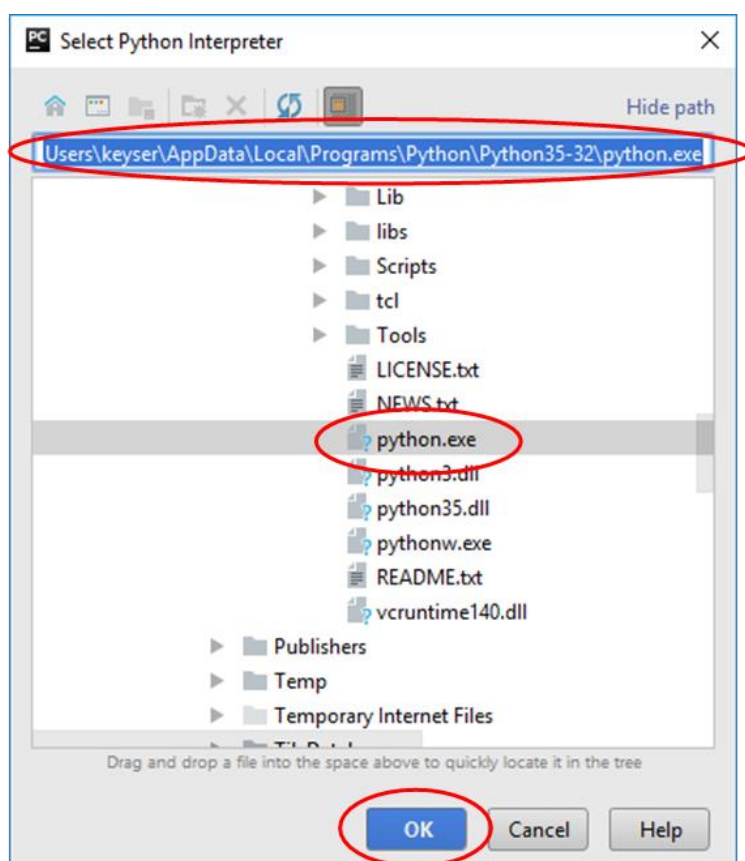 PC Select Python Interpreter
Hide path
Users\keyser\AppData\Local\Programs\Python\Python35-32\python.exe
Lib
libs
Scripts
tcl
Tools
LICENSE.txt
NEWS.txt
python.exe
python3.dll
python35.dll
pythonw.exe
README.txt
vcruntime140.dll
Publishers
Temp
Temporary Internet Files
Drag and drop a file into the space above to quickly locate it in the tree
OK Cancel Help